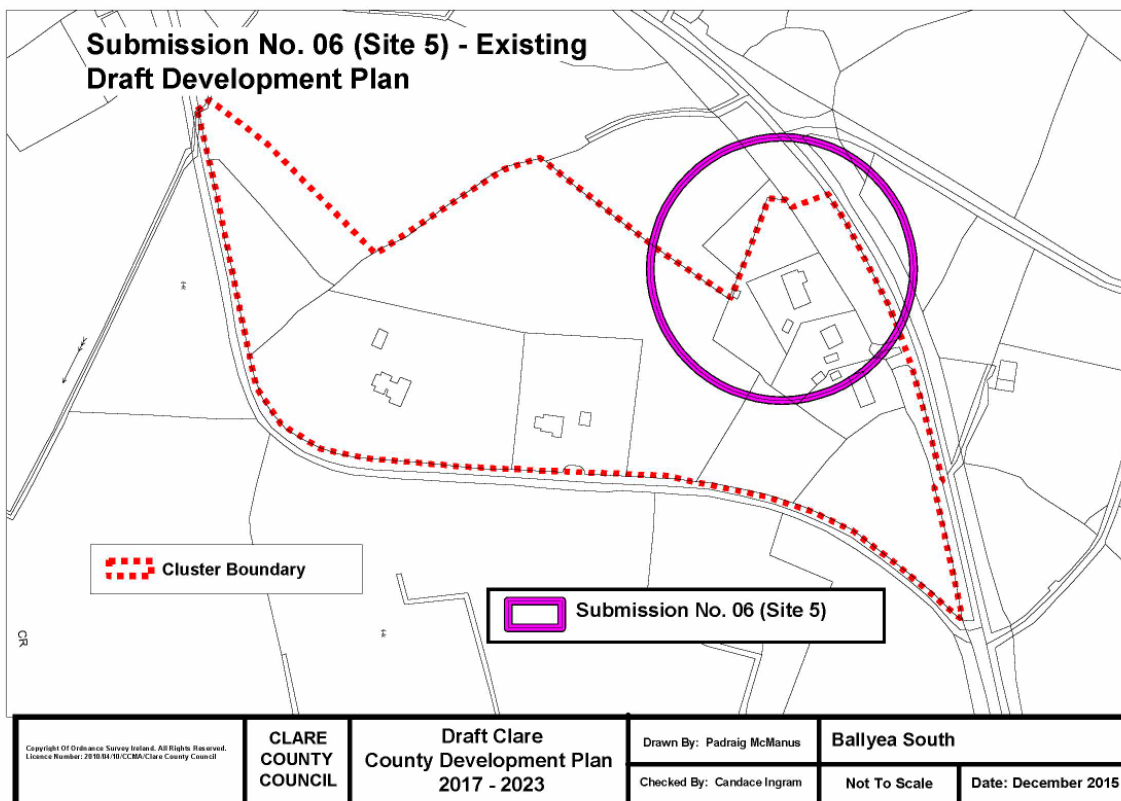 Submission No. 06 (Site 5) - Existing
Draft Development Plan
Cluster Boundary
Submission No. 06 (Site 5)
CR
Copyright Of Ordnance Survey Ireland. All Rights Reserved.
Licence Number: 2010/04/10/CCMA/Clare County Council
CLARE
COUNTY
COUNCIL
Draft Clare
County Development Plan
2017 - 2023
Drawn By: Padraig McManus
Checked By: Candace Ingram
Ballyea South
Not To Scale
Date: December 2015